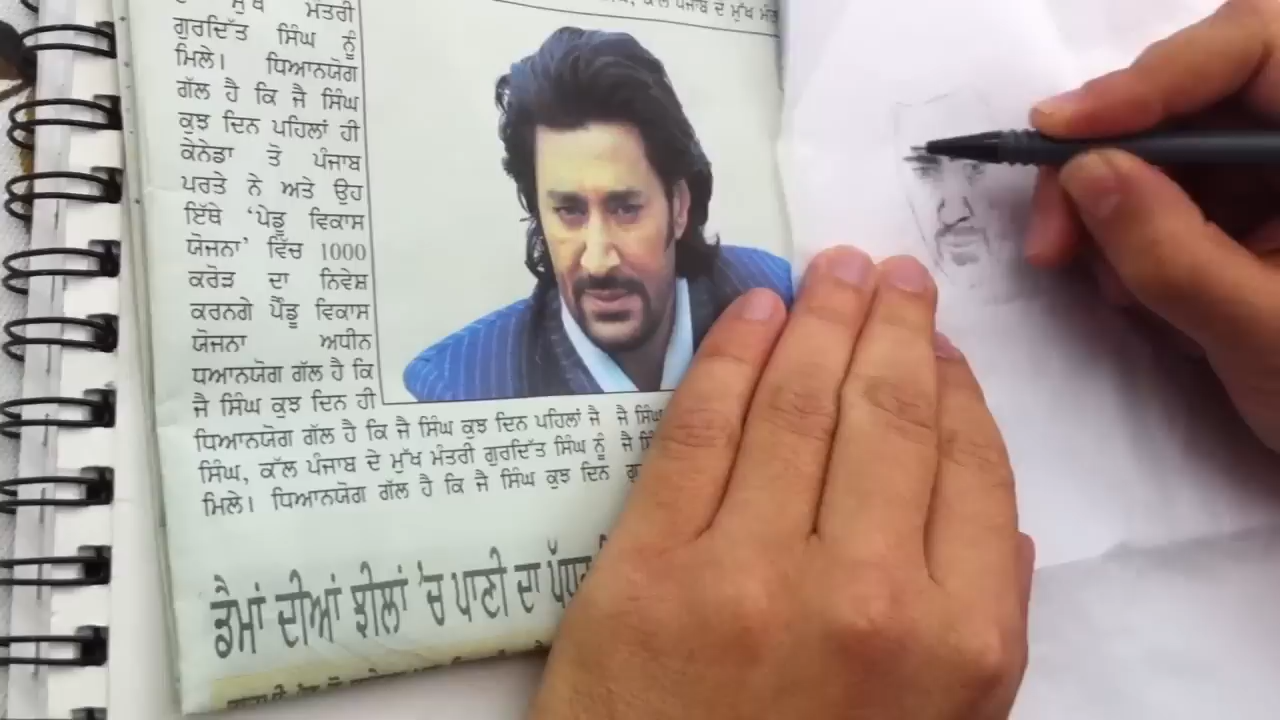 ਮੁੱਖ ਮੰਤਰੀ
ਗੁਰਦਿੱਤ ਸਿੰਘ ਨੂੰ
ਮਿਲੇ। ਧਿਆਨਯੋਗ
ਗੱਲ ਹੈ ਕਿ ਜੈ ਸਿੰਘ
ਕੁਝ ਦਿਨ ਪਹਿਲਾਂ ਹੀ
ਕੇਨੇਡਾ ਤੋ ਪੰਜਾਬ
ਪਰਤੇ ਨੇ ਅਤੇ ਉਹ
ਇੱਥੇ ‘ਪੇਡੂ ਵਿਕਾਸ
ਯੋਜਨਾ’ ਵਿੱਚ 1000
ਕਰੋੜ ਦਾ ਨਿਵੇਸ਼
ਕਰਨਗੇ ਪੈਂਡੂ ਵਿਕਾਸ
ਯੋਜਨਾ ਅਧੀਨ
ਧਆਨਯੋਗ ਗੱਲ ਹੈ ਕਿ
ਜੈ ਸਿੰਘ ਕੁਝ ਦਿਨ ਹੀ
ਕੱਲ ਪੰਜਾਬ ਦੇ ਮੁੱਖ
ਧਿਆਨਯੋਗ ਗੱਲ ਹੈ ਕਿ ਜੈ ਸਿੰਘ ਕੁਝ ਦਿਨ ਪਹਿਲਾਂ ਜੈ ਜੈ ਸਿੰਘ
ਸਿੰਘ, ਕੱਲ ਪੰਜਾਬ ਦੇ ਮੁੱਖ ਮੰਤਰੀ ਗੁਰਦਿੱਤ ਸਿੰਘ ਨੂੰ ਜੈ
ਮਿਲੇ। ਧਿਆਨਯੋਗ ਗੱਲ ਹੈ ਕਿ ਜੈ ਸਿੰਘ ਕੁਝ ਦਿਨ
ਡੈਮਾਂ ਦੀਆਂ ਝੀਲਾਂ ’ਚ ਪਾਣੀ ਦਾ